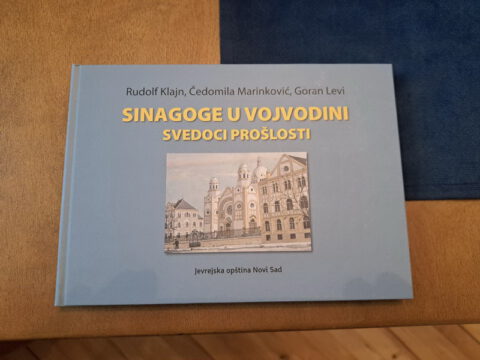 Rudolf Klajn, Čedomila Marinković, Goran Levi
SINAGOGE U VOJVODINI
SVEDOCI PROŠLOSTI
Jevrejska opština Novi Sad